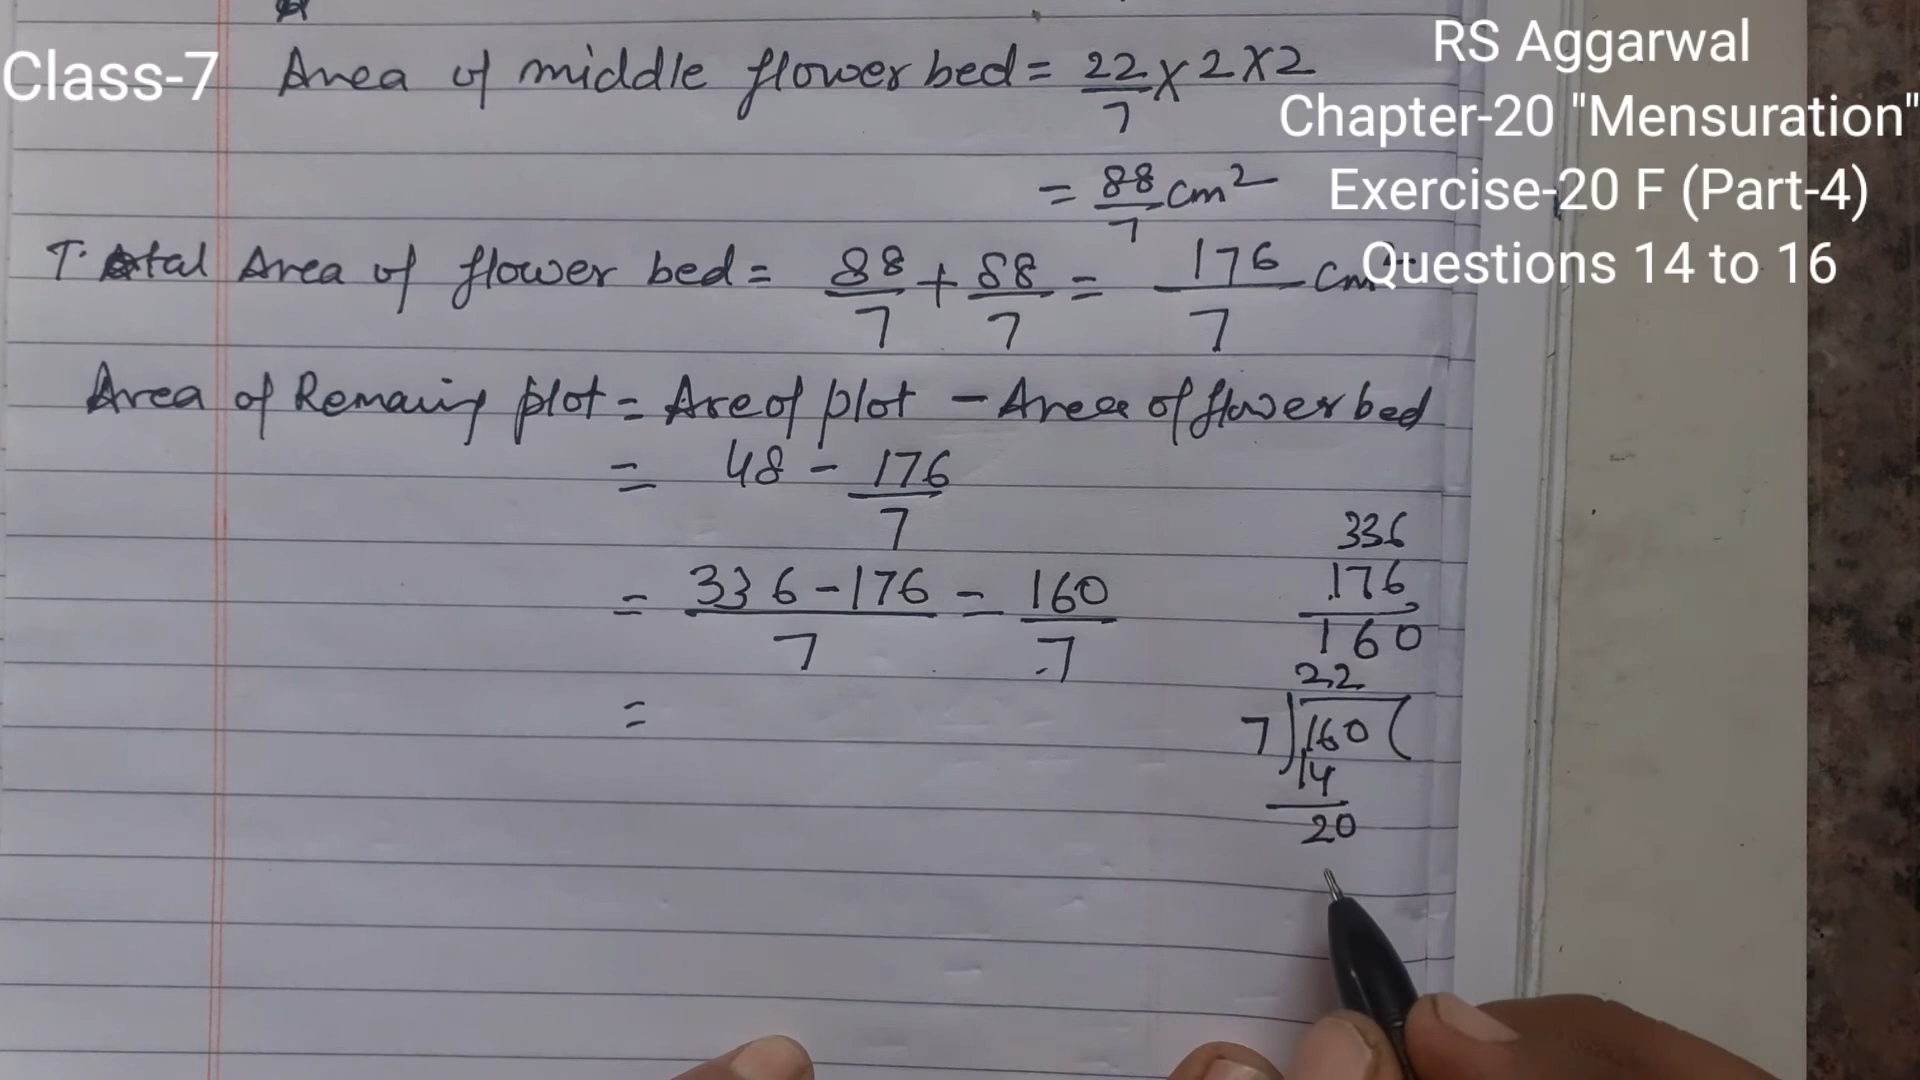 Class-7
RS Aggarwal
Chapter-20 "Mensuration"
Exercise-20 F (Part-4)
Questions 14 to 16
Area of middle flower bed = 22/7 X 2 X 2
= 88/7 cm²
T. Area of flower bed = 88/7 + 88/7 = 176/7 cm²
Area of Remaing plot = Are of plot - Area of flower bed
= 48 - 176/7
= 336-176/7 = 160/7
=
336
176
160
22
7)160(
14
20